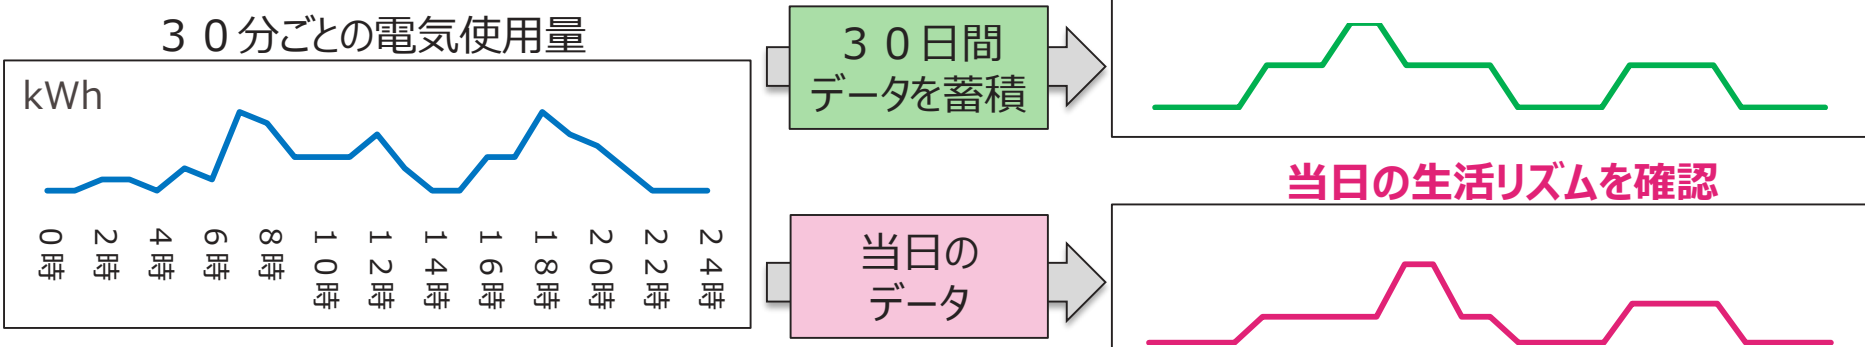 ３０分ごとの電気使用量
kWh
0時
2時
4時
6時
8時
10時
12時
14時
16時
18時
20時
22時
24時
３０日間
データを蓄積
当日の
データ
当日の生活リズムを確認